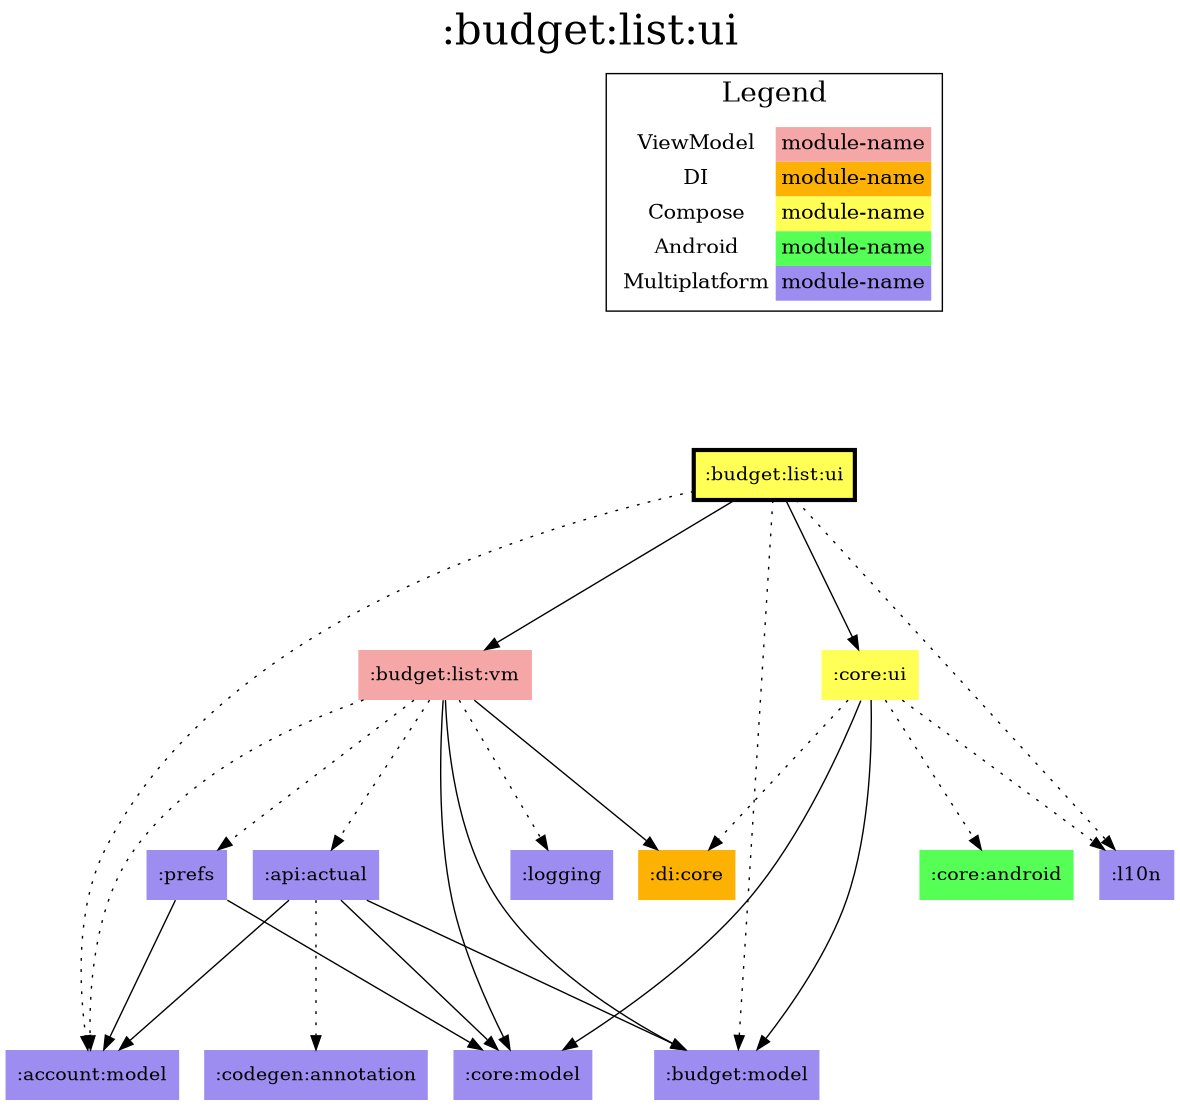 :budget:list:ui
Legend
ViewModel module-name
DI module-name
Compose module-name
Android module-name
Multiplatform module-name
:budget:list:ui
:budget:list:vm
:core:ui
:prefs
:api:actual
:logging
:di:core
:core:android
:l10n
:account:model
:codegen:annotation
:core:model
:budget:model